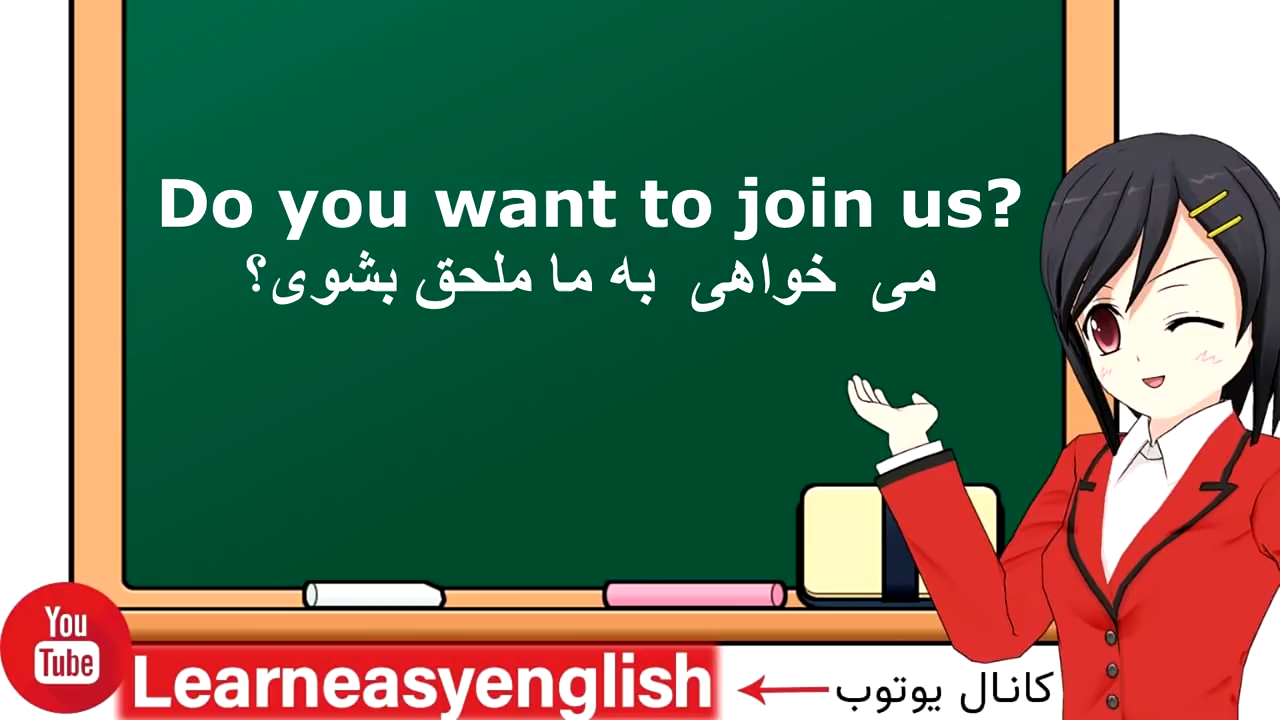 Do you want to join us?
می خواهی به ما ملحق بشوی؟
You
Tube
Learneasyenglish
کانال یوتوب